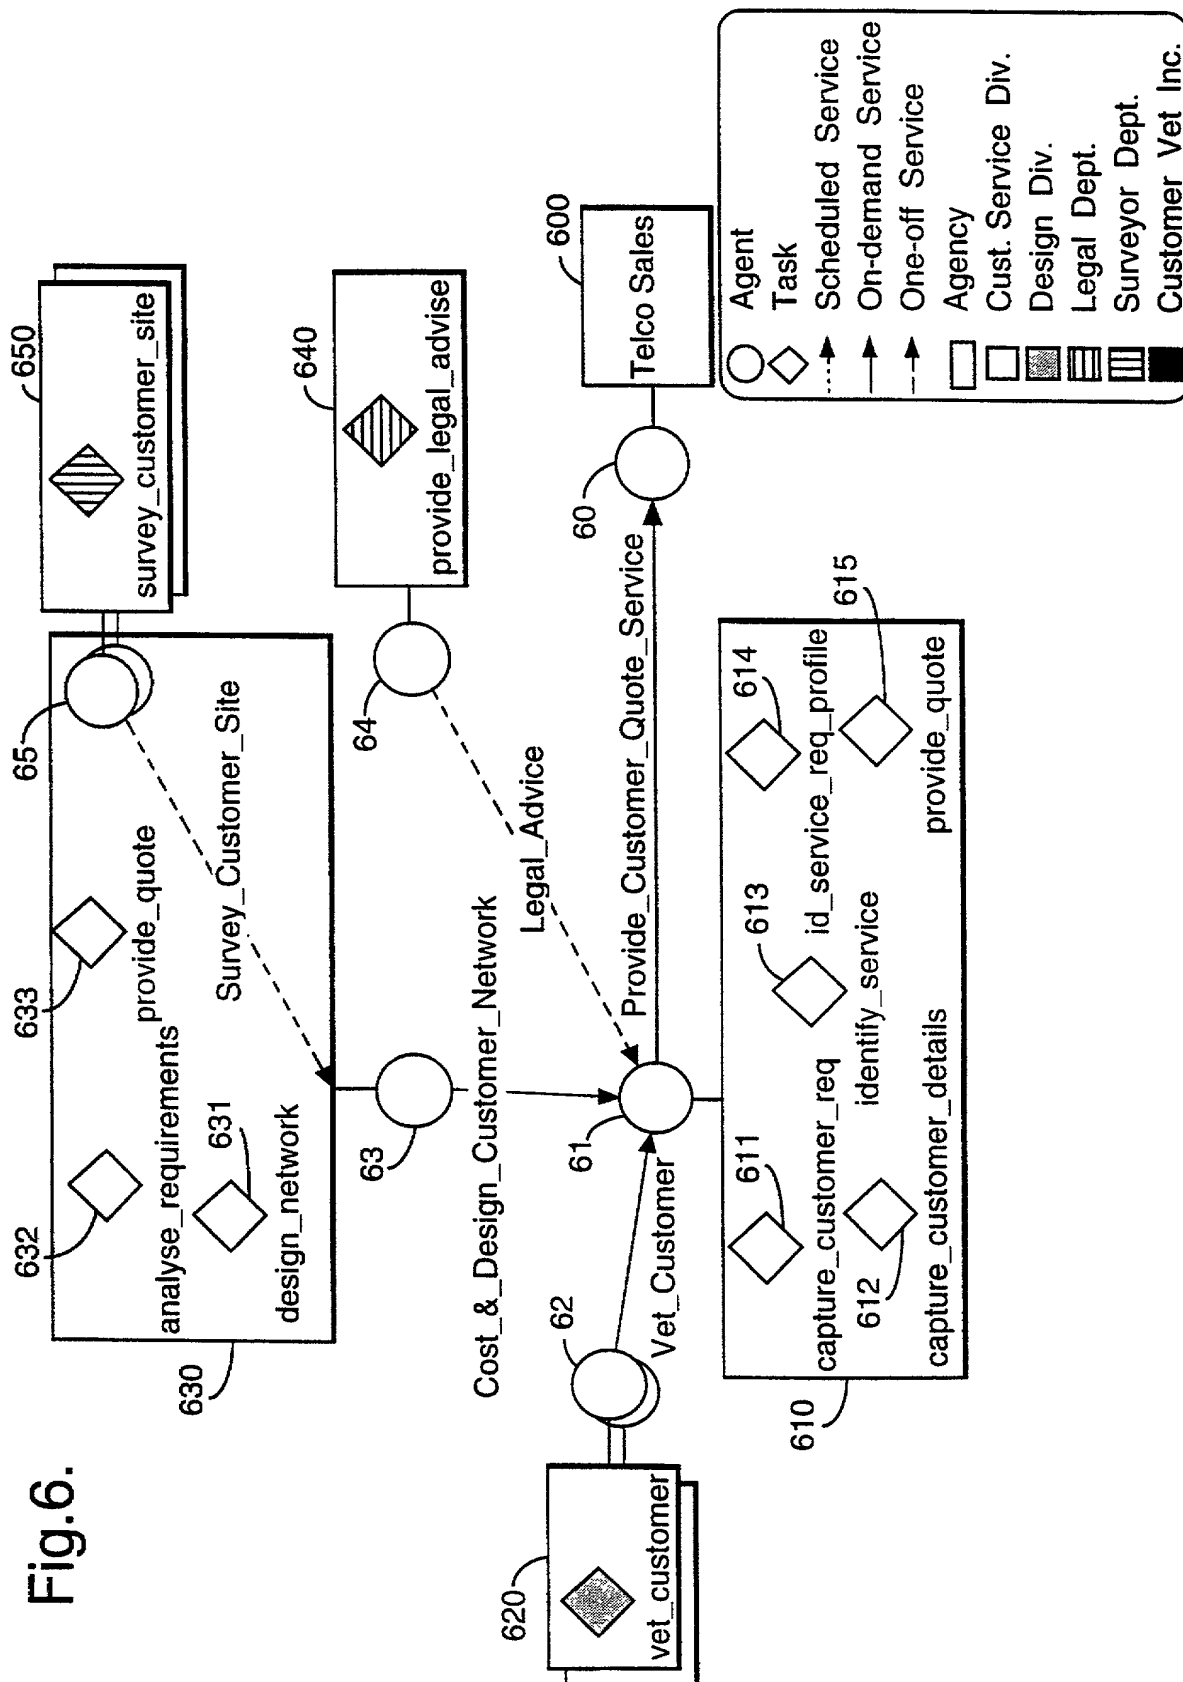 Fig.6.
630
632
analyse_requirements
631
design_network
633
provide_quote
65
Survey_Customer_Site
650
survey_customer_site
63
Cost_&_Design_Customer_Network
64
Legal_Advice
640
provide_legal_advise
620
vet_customer
62
Vet_Customer
61
Provide_Customer_Quote_Service
60
600
Telco Sales
610
611
capture_customer_req
612
capture_customer_details
613
identify_service
614
id_service_req_profile
615
provide_quote
Agent
Task
Scheduled Service
On-demand Service
One-off Service
Agency
Cust. Service Div.
Design Div.
Legal Dept.
Surveyor Dept.
Customer Vet Inc.